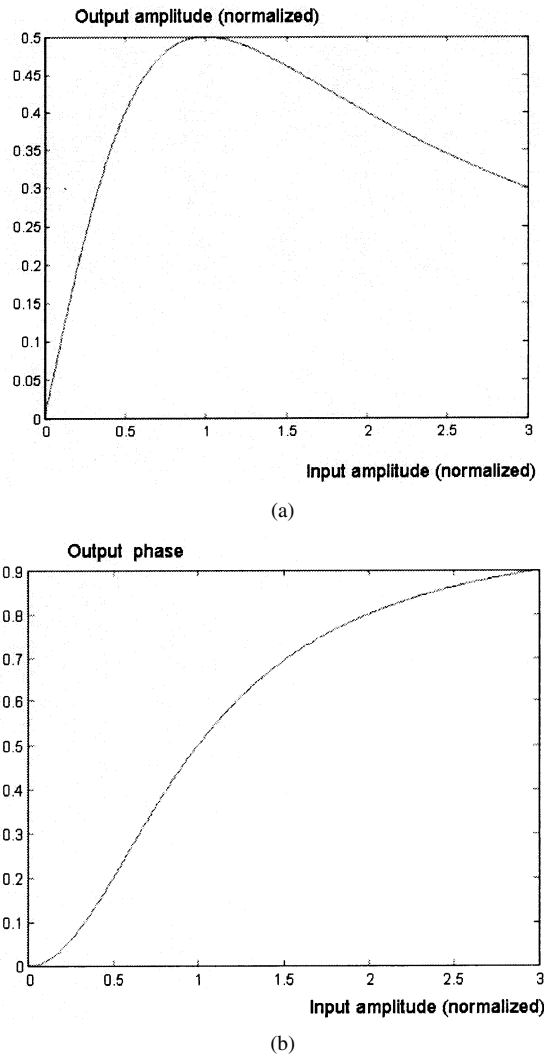 Output amplitude (normalized)
0.5
0.45
0.4
0.35
0.3
0.25
0.2
0.15
0.1
0.05
0
0 0.5 1 1.5 2 2.5 3
Input amplitude (normalized)
(a)
Output phase
0.9
0.8
0.7
0.6
0.5
0.4
0.3
0.2
0.1
0
0 0.5 1 1.5 2 2.5 3
Input amplitude (normalized)
(b)